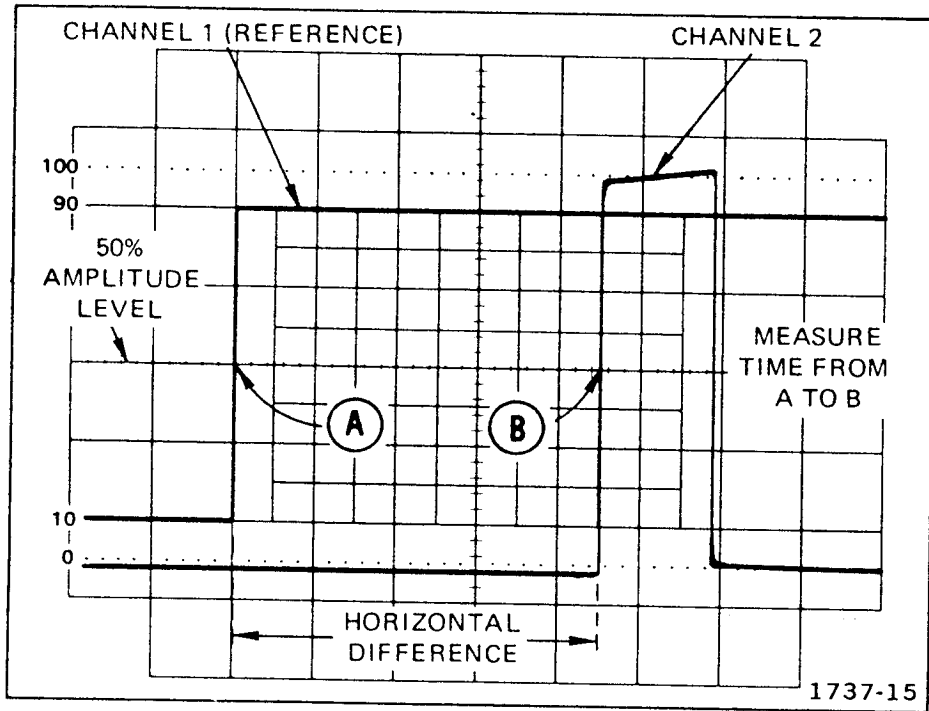 CHANNEL 1 (REFERENCE)
CHANNEL 2
100
90
50%
AMPLITUDE
LEVEL
MEASURE
TIME FROM
A TO B
A
B
10
0
HORIZONTAL
DIFFERENCE
1737-15